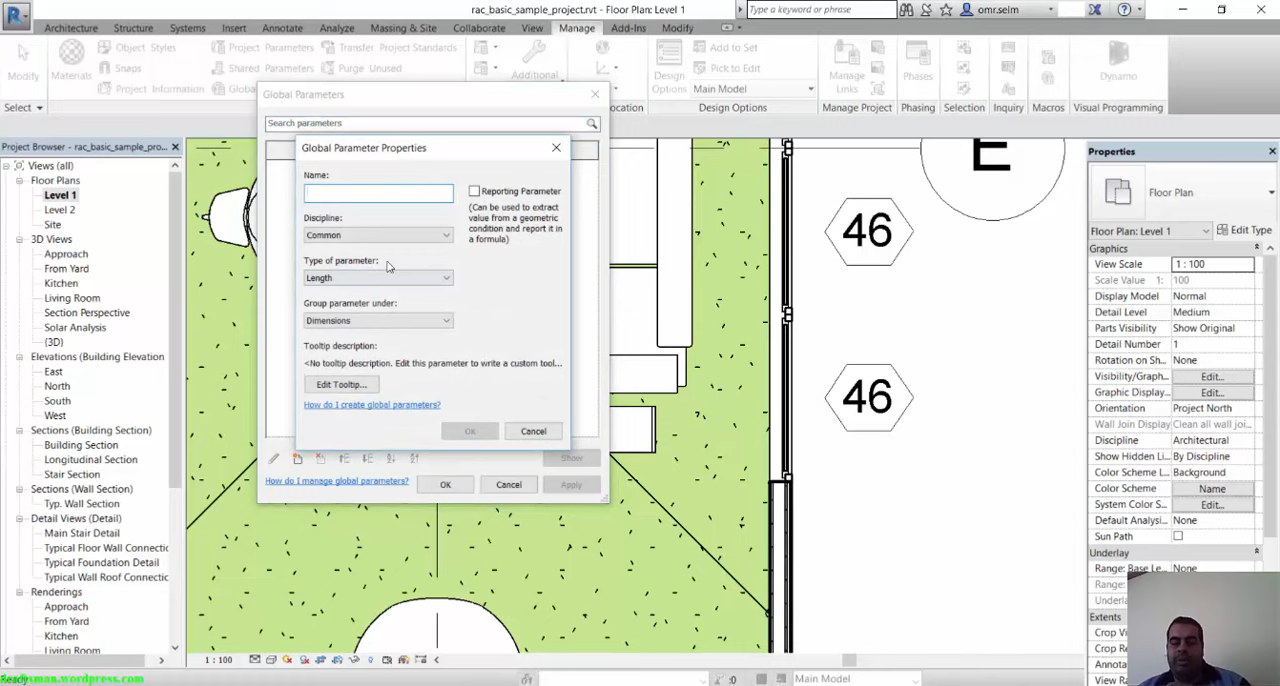 rac_basic_sample_project.rvt - Floor Plan: Level 1
Type a keyword or phrase
omr.seim
Architecture Structure Systems Insert Annotate Analyze Massing & Site Collaborate View Manage Add-Ins Modify
Modify
Materials
Object Styles
Snaps
Project Information
Project Parameters
Shared Parameters
Transfer Project Standards
Purge Unused
Additional
Design
Options
Add to Set
Pick to Edit
Main Model
Manage
Links
Phases
Dynamo
Select
Design Options
Manage Project
Phasing
Selection
Inquiry
Macros
Visual Programming
Project Browser - rac_basic_sample_pro...
Views (all)
Floor Plans
Level 1
Level 2
Site
3D Views
Approach
From Yard
Kitchen
Living Room
Section Perspective
Solar Analysis
{3D}
Elevations (Building Elevation
East
North
South
West
Sections (Building Section)
Building Section
Longitudinal Section
Stair Section
Sections (Wall Section)
Typ. Wall Section
Detail Views (Detail)
Main Stair Detail
Typical Floor Wall Connectic
Typical Foundation Detail
Typical Wall Roof Connectic
Renderings
Approach
From Yard
Kitchen
Global Parameters
Search parameters
Global Parameter Properties
Name:
Reporting Parameter
(Can be used to extract
value from a geometric
condition and report it in
a formula)
Discipline:
Common
Type of parameter:
Length
Group parameter under:
Dimensions
Tooltip description:
<No tooltip description. Edit this parameter to write a custom tool...
Edit Tooltip...
How do I create global parameters?
OK Cancel
Show
How do I manage global parameters?
OK Cancel Apply
E
46
46
Properties
Floor Plan
Floor Plan: Level 1 Edit Type
Graphics
View Scale 1 : 100
Scale Value 1: 100
Display Model Normal
Detail Level Medium
Parts Visibility Show Original
Detail Number 1
Rotation on Sh... None
Visibility/Graph... Edit...
Graphic Display... Edit...
Orientation Project North
Wall Join Display Clean all wall joi...
Discipline Architectural
Show Hidden Li... By Discipline
Color Scheme L... Background
Color Scheme Name
System Color S... Edit...
Default Analysi... None
Sun Path
Underlay
Range: Base Le... None
Extents
Crop Vi
1 : 100
:0
Main Model